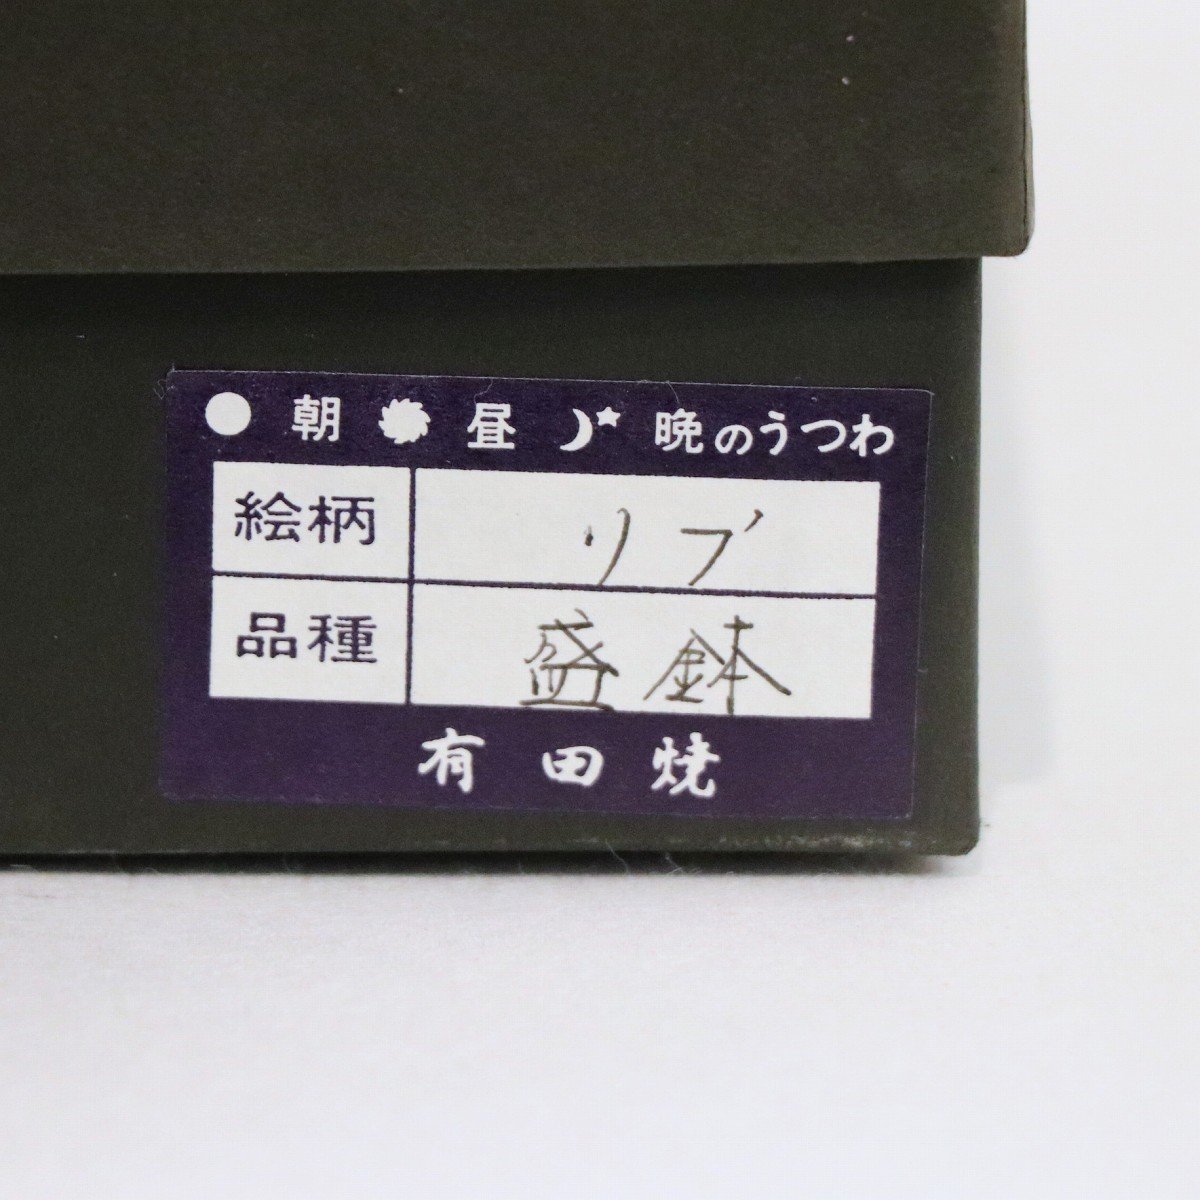 朝 昼 晩のうつわ
絵柄 リブ
品種 盛鉢
有田焼